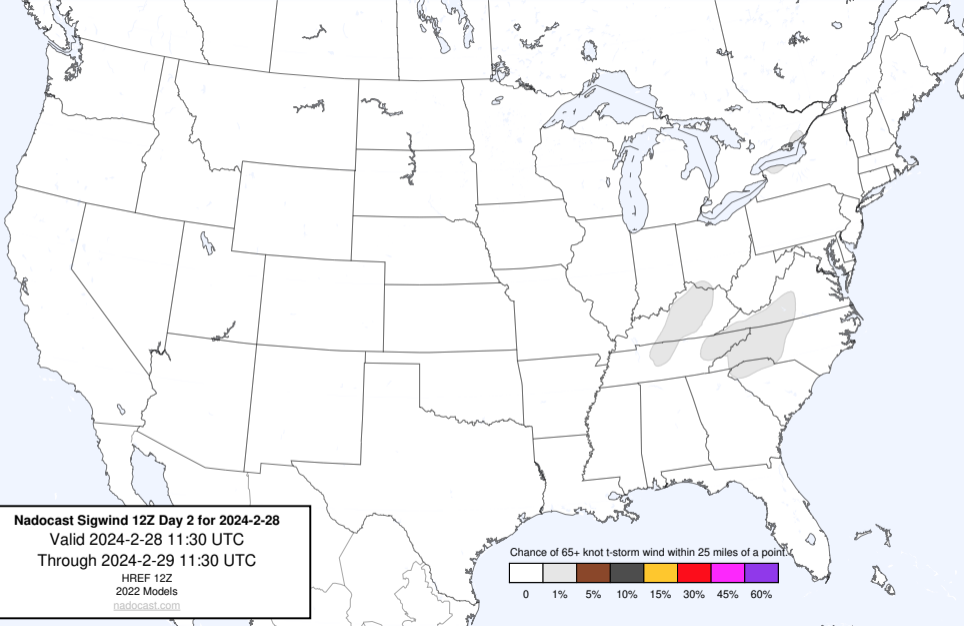 Nadocast Sigwind 12Z Day 2 for 2024-2-28
Valid 2024-2-28 11:30 UTC
Through 2024-2-29 11:30 UTC
HREF 12Z
2022 Models
nadocast.com
Chance of 65+ knot t-storm wind within 25 miles of a point.
0 1% 5% 10% 15% 30% 45% 60%